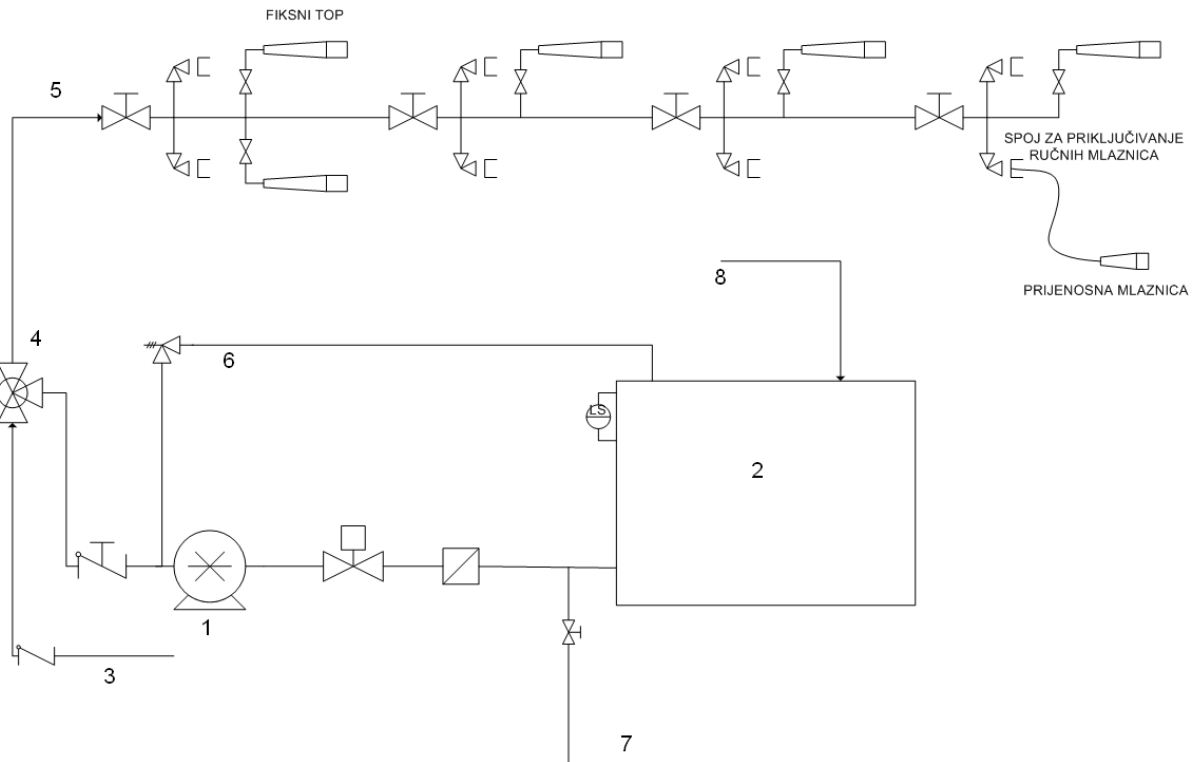 FIKSNI TOP
5
SPOJ ZA PRIKLJUČIVANJE
RUČNIH MLAZNICA
8
PRIJENOSNA MLAZNICA
4
6
LS
2
1
3
7